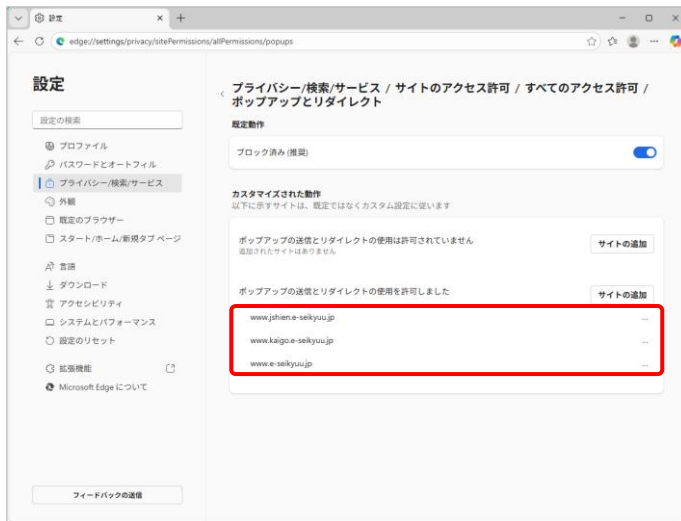 設定
edge://settings/privacy/sitePermissions/allPermissions/popups
設定
設定の検索
プロファイル
パスワードとオートフィル
プライバシー/検索/サービス
外観
既定のブラウザー
スタート/ホーム/新規タブ ページ
言語
ダウンロード
アクセシビリティ
システムとパフォーマンス
設定のリセット
拡張機能
Microsoft Edge について
フィードバックの送信
プライバシー/検索/サービス / サイトのアクセス許可 / すべてのアクセス許可 /
ポップアップとリダイレクト
既定動作
ブロック済み (推奨)
カスタマイズされた動作
以下に示すサイトは、既定ではなくカスタム設定に従います
ポップアップの送信とリダイレクトの使用は許可されていません
サイトの追加
追加されたサイトはありません
ポップアップの送信とリダイレクトの使用を許可しました
サイトの追加
www.jshien.e-seikyuu.jp
www.kaigo.e-seikyuu.jp
www.e-seikyuu.jp